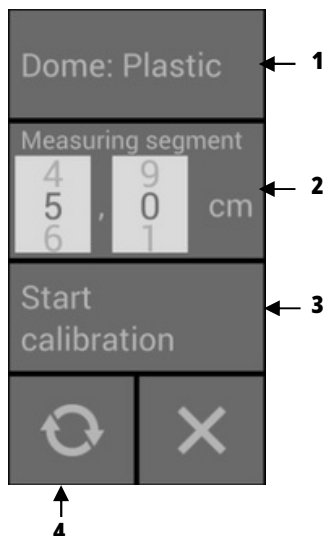 Dome: Plastic
1
Measuring segment
4 9
5 , 0 cm
6 1
2
Start
calibration
3
4